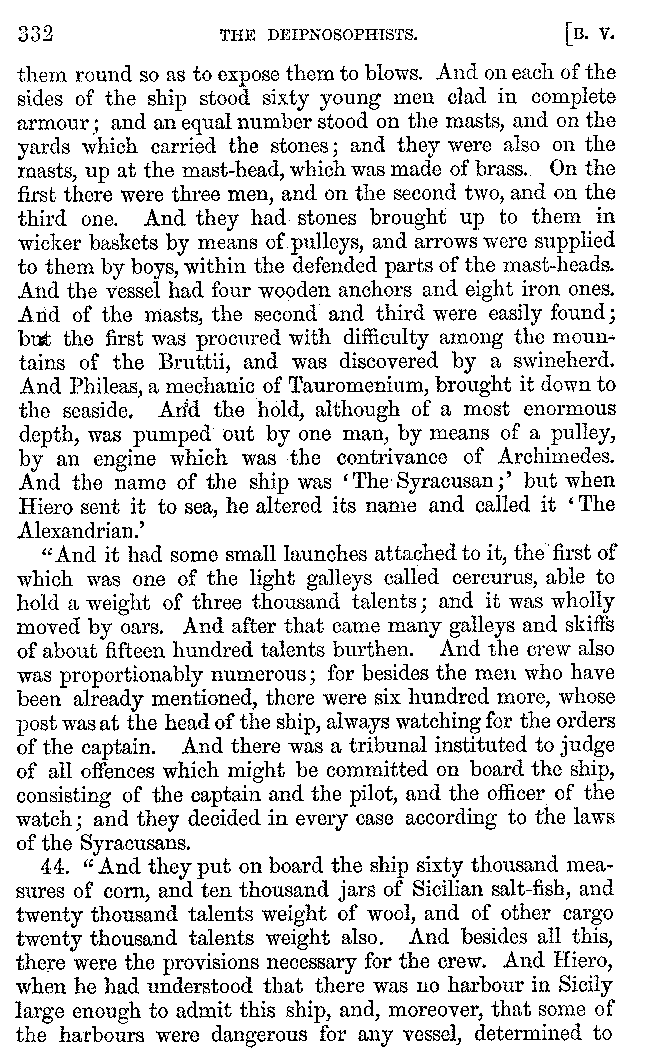 332 THE DEIPNOSOPHISTS. [B. V.
them round so as to expose them to blows. And on each of the
sides of the ship stood sixty young men clad in complete
armour; and an equal number stood on the masts, and on the
yards which carried the stones; and they were also on the
masts, up at the mast-head, which was made of brass. On the
first there were three men, and on the second two, and on the
third one. And they had stones brought up to them in
wicker baskets by means of pulleys, and arrows were supplied
to them by boys, within the defended parts of the mast-heads.
And the vessel had four wooden anchors and eight iron ones.
And of the masts, the second and third were easily found;
but the first was procured with difficulty among the moun-
tains of the Bruttii, and was discovered by a swineherd.
And Phileas, a mechanic of Tauromenium, brought it down to
the seaside. And the hold, although of a most enormous
depth, was pumped out by one man, by means of a pulley,
by an engine which was the contrivance of Archimedes.
And the name of the ship was ‘The Syracusan;’ but when
Hiero sent it to sea, he altered its name and called it ‘The
Alexandrian.’
“And it had some small launches attached to it, the first of
which was one of the light galleys called cercurus, able to
hold a weight of three thousand talents; and it was wholly
moved by oars. And after that came many galleys and skiffs
of about fifteen hundred talents burthen. And the crew also
was proportionably numerous; for besides the men who have
been already mentioned, there were six hundred more, whose
post was at the head of the ship, always watching for the orders
of the captain. And there was a tribunal instituted to judge
of all offences which might be committed on board the ship,
consisting of the captain and the pilot, and the officer of the
watch; and they decided in every case according to the laws
of the Syracusans.
44. “And they put on board the ship sixty thousand mea-
sures of corn, and ten thousand jars of Sicilian salt-fish, and
twenty thousand talents weight of wool, and of other cargo
twenty thousand talents weight also. And besides all this,
there were the provisions necessary for the crew. And Hiero,
when he had understood that there was no harbour in Sicily
large enough to admit this ship, and, moreover, that some of
the harbours were dangerous for any vessel, determined to